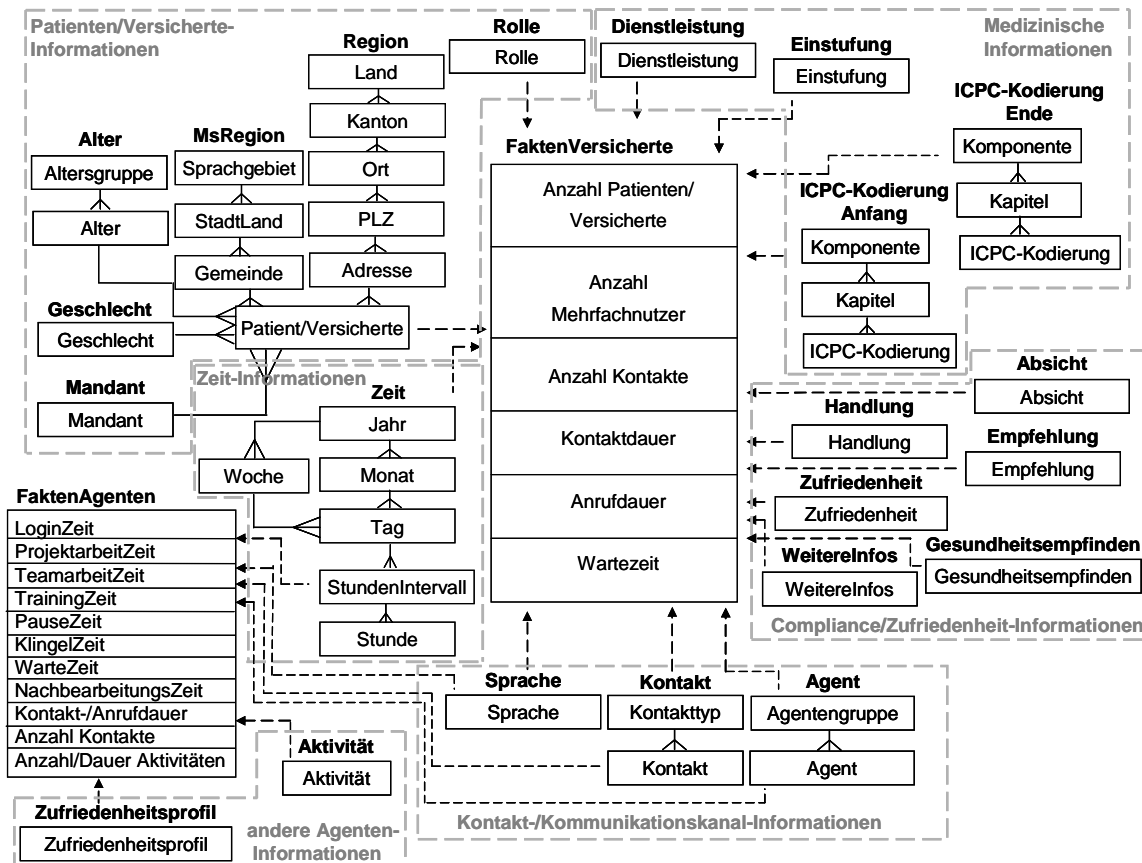 Patienten/Versicherte-
Informationen
Region
Land
Kanton
Ort
PLZ
Adresse
Rolle
Rolle
Dienstleistung
Dienstleistung
Einstufung
Einstufung
Medizinische
Informationen
ICPC-Kodierung
Ende
Komponente
Kapitel
ICPC-Kodierung
ICPC-Kodierung
Anfang
Komponente
Kapitel
ICPC-Kodierung
Alter
Altersgruppe
Alter
MsRegion
Sprachgebiet
StadtLand
Gemeinde
Geschlecht
Geschlecht
Patient/Versicherte
Mandant
Mandant
FaktenVersicherte
Anzahl Patienten/
Versicherte
Anzahl
Mehrfachnutzer
Anzahl Kontakte
Kontaktdauer
Anrufdauer
Wartezeit
Zeit-Informationen
Zeit
Jahr
Woche
Monat
Tag
StundenIntervall
Stunde
Absicht
Absicht
Handlung
Handlung
Empfehlung
Empfehlung
Zufriedenheit
Zufriedenheit
WeitereInfos
WeitereInfos
Gesundheitsempfinden
Gesundheitsempfinden
Compliance/Zufriedenheit-Informationen
FaktenAgenten
LoginZeit
ProjektarbeitZeit
TeamarbeitZeit
TrainingZeit
PauseZeit
KlingelZeit
WarteZeit
NachbearbeitungsZeit
Kontakt-/Anrufdauer
Anzahl Kontakte
Anzahl/Dauer Aktivitäten
Sprache
Sprache
Kontakt
Kontakttyp
Kontakt
Agent
Agentengruppe
Agent
Kontakt-/Kommunikationskanal-Informationen
Aktivität
Aktivität
Zufriedenheitsprofil
Zufriedenheitsprofil
andere Agenten-
Informationen